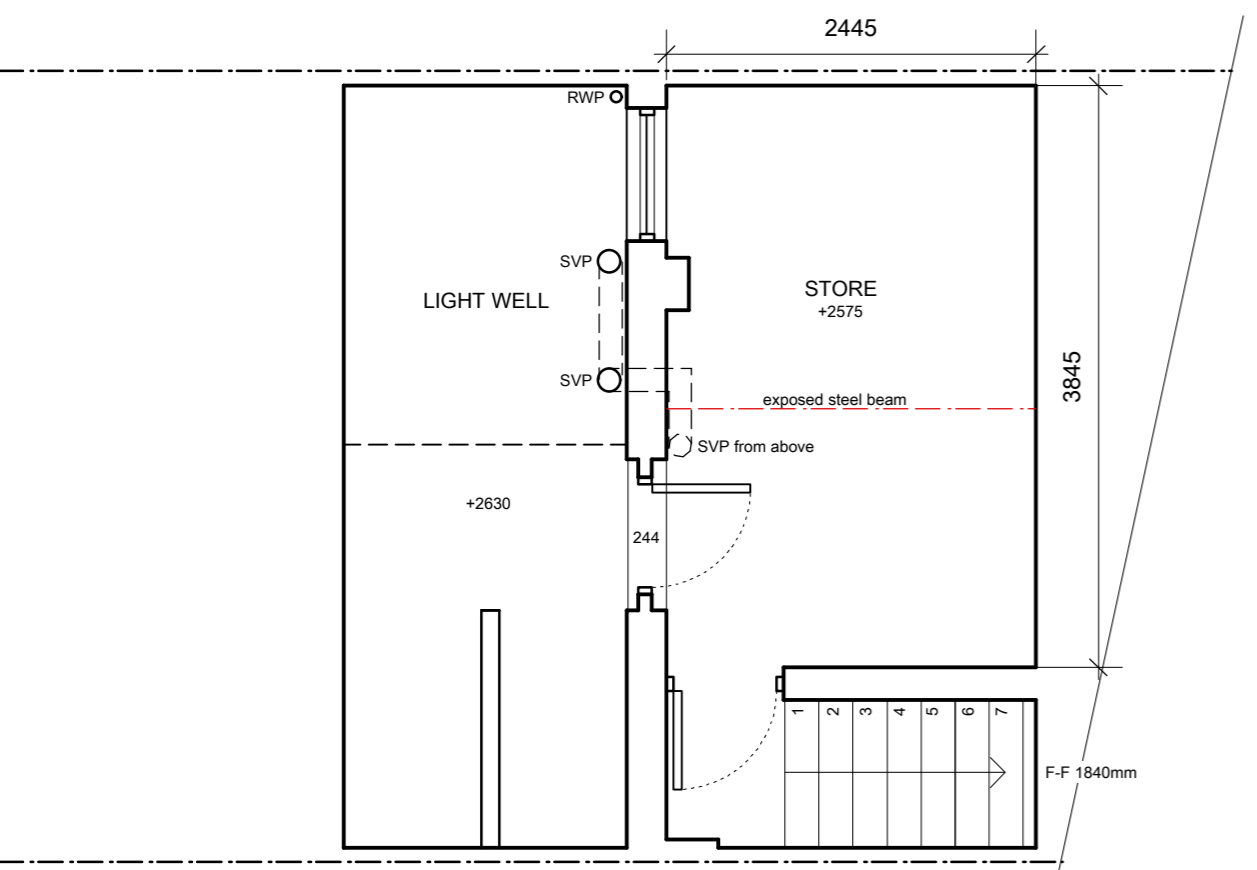 2445
RWP
SVP
LIGHT WELL
STORE
+2575
3845
SVP
exposed steel beam
SVP from above
+2630
244
1 2 3 4 5 6 7
F-F 1840mm